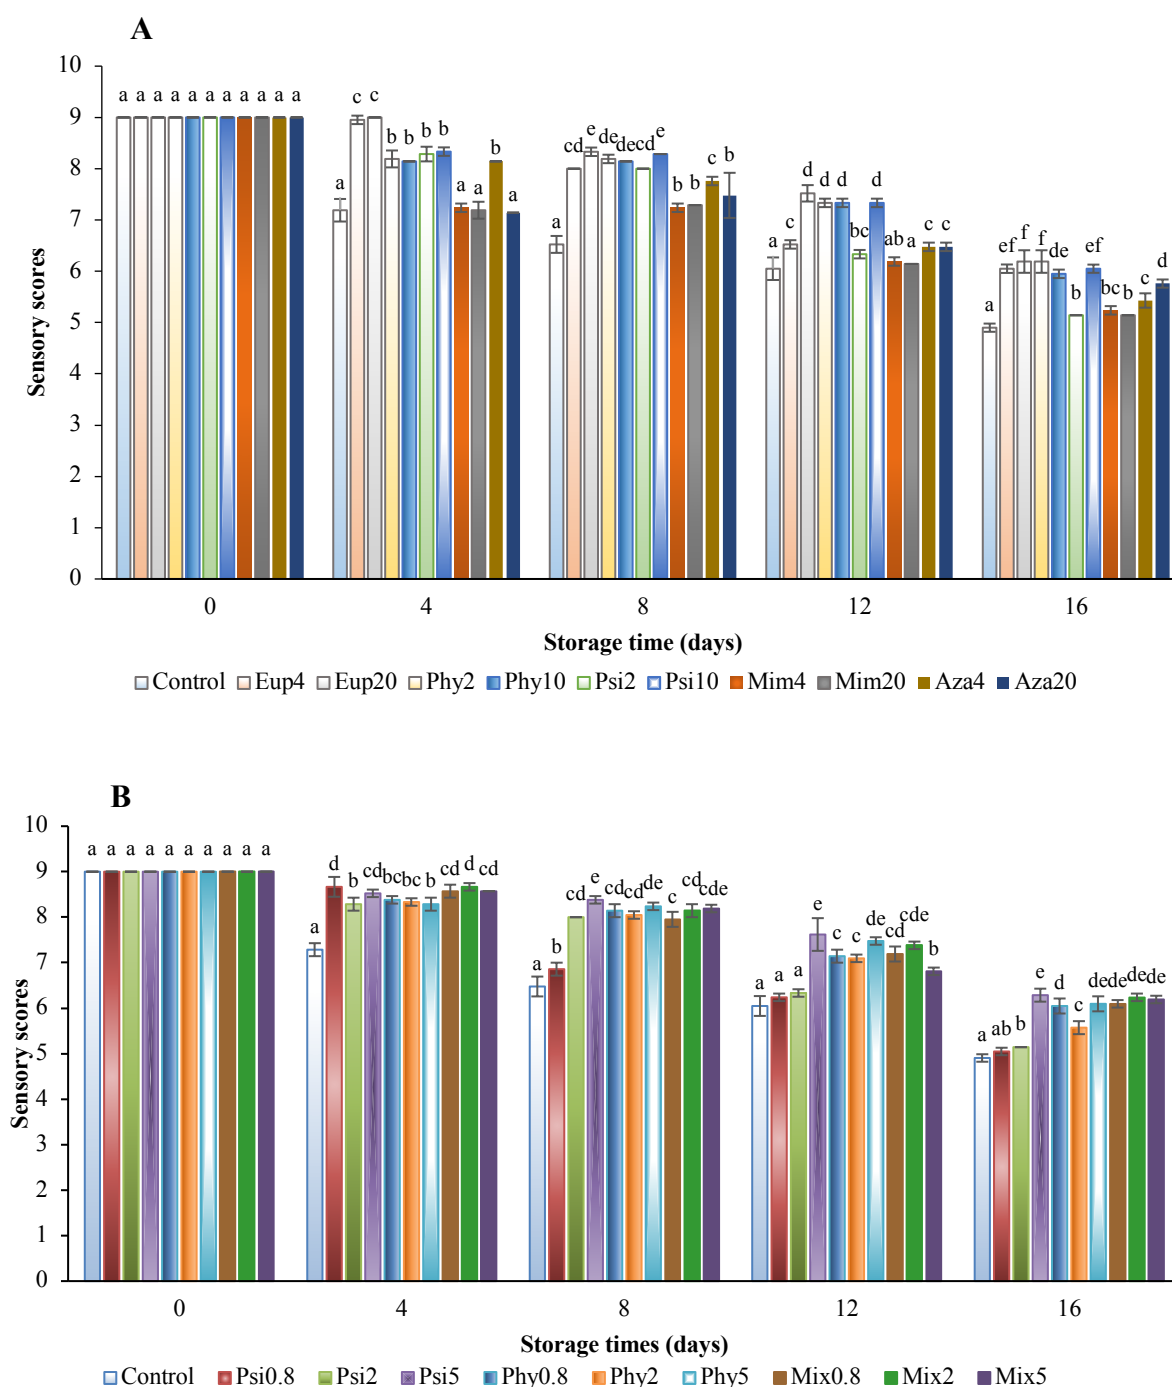 A
10
9
8
7
6
5
4
3
2
1
0
Sensory scores
a a a a a a a a a a a
a c c b b b b a a b a
a cd e de de cd e b b c b
a c d d d bc d ab a c c
a ef f f de b ef bc b c d
0 4 8 12 16
Storage time (days)
Control Eup4 Eup20 Phy2 Phy10 Psi2 Psi10 Mim4 Mim20 Aza4 Aza20
B
10
9
8
7
6
5
4
3
2
1
0
Sensory scores
a a a a a a a a a a
a d b cd bc bc b cd d cd
a b cd e cd cd de c cd cde
a a a e c c de cd cde b
a ab b e d c de de de de
0 4 8 12 16
Storage times (days)
Control Psi0.8 Psi2 Psi5 Phy0.8 Phy2 Phy5 Mix0.8 Mix2 Mix5